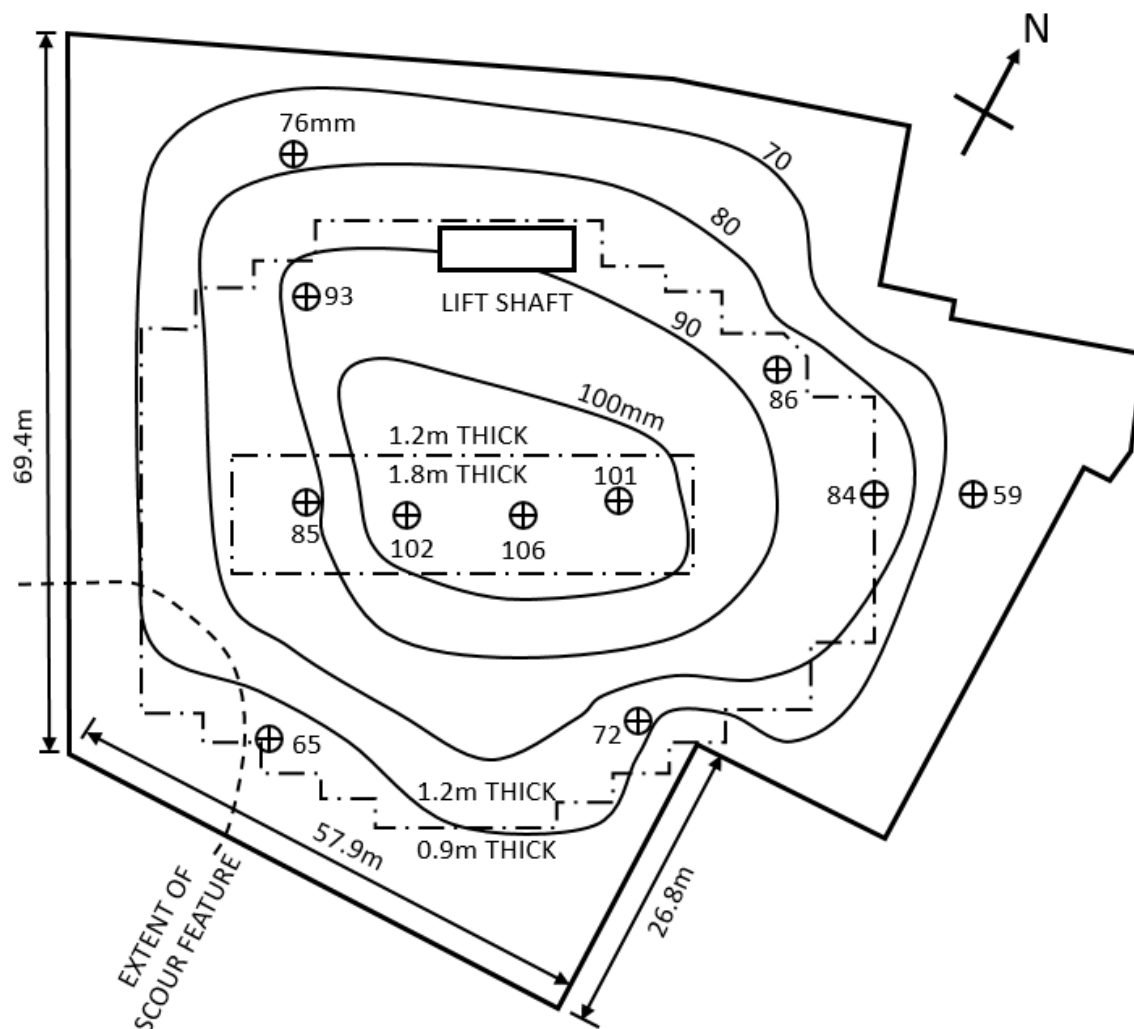 N
76mm
70
80
93
LIFT SHAFT
90
86
100mm
69.4m
1.2m THICK
1.8m THICK
101
85
102
106
84
59
65
72
1.2m THICK
57.9m
0.9m THICK
26.8m
EXTENT OF
SCOUR FEATURE